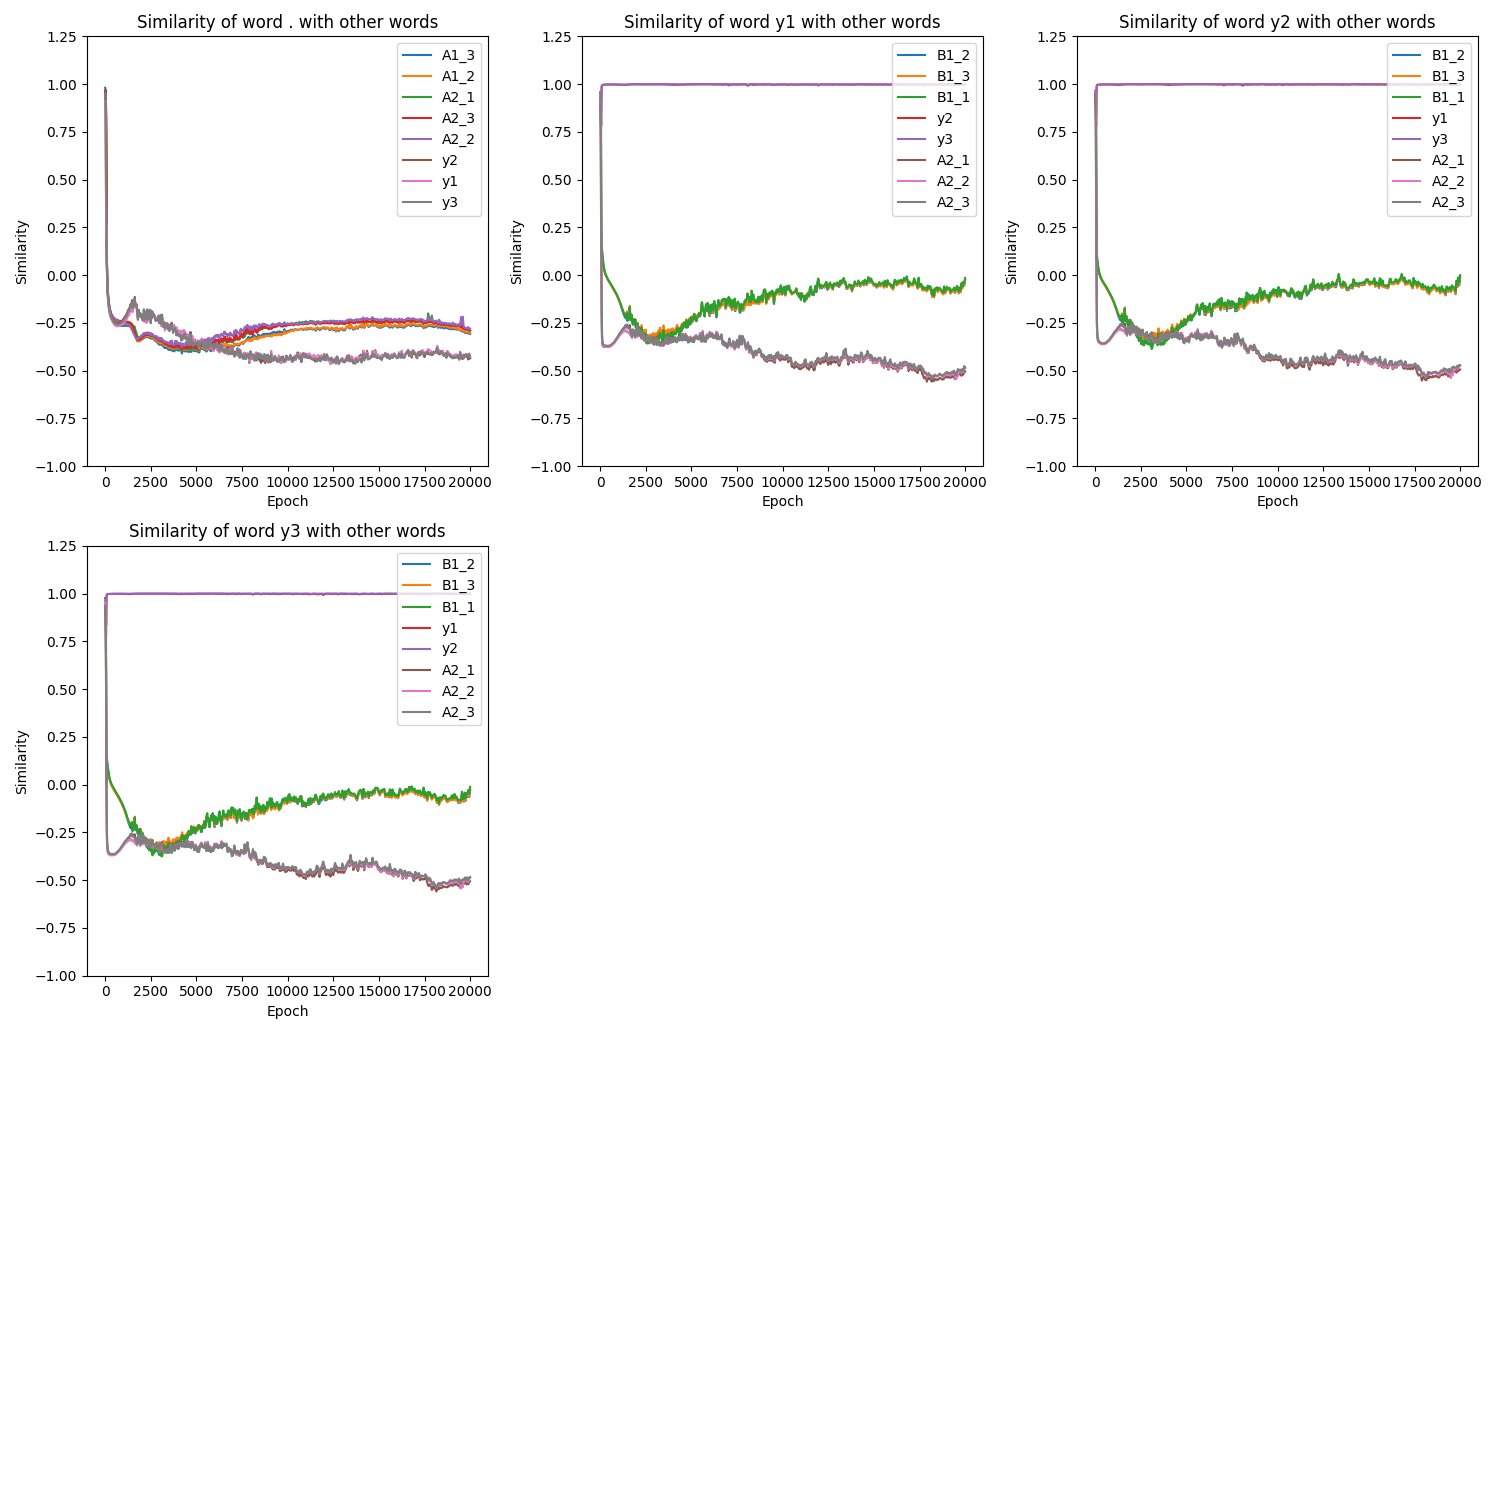 Similarity of word . with other words
1.25
1.00
0.75
0.50
0.25
0.00
−0.25
−0.50
−0.75
−1.00
Similarity
0 2500 5000 7500 10000 12500 15000 17500 20000
Epoch
A1_3
A1_2
A2_1
A2_3
A2_2
y2
y1
y3
Similarity of word y1 with other words
1.25
1.00
0.75
0.50
0.25
0.00
−0.25
−0.50
−0.75
−1.00
Similarity
0 2500 5000 7500 10000 12500 15000 17500 20000
Epoch
B1_2
B1_3
B1_1
y2
y3
A2_1
A2_2
A2_3
Similarity of word y2 with other words
1.25
1.00
0.75
0.50
0.25
0.00
−0.25
−0.50
−0.75
−1.00
Similarity
0 2500 5000 7500 10000 12500 15000 17500 20000
Epoch
B1_2
B1_3
B1_1
y1
y3
A2_1
A2_2
A2_3
Similarity of word y3 with other words
1.25
1.00
0.75
0.50
0.25
0.00
−0.25
−0.50
−0.75
−1.00
Similarity
0 2500 5000 7500 10000 12500 15000 17500 20000
Epoch
B1_2
B1_3
B1_1
y1
y2
A2_1
A2_2
A2_3